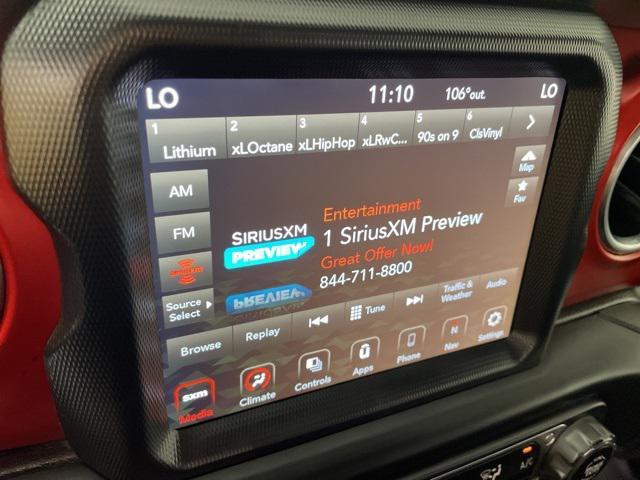 LO 11:10 106°out. LO
1 Lithium
2 xLOctane
3 xLHipHop
4 xLRwC...
5 90s on 9
6 ClsVinyl
AM
Map
FM
Fav
SIRIUSXM
PREVIEW
Entertainment
1 SiriusXM Preview
Great Offer Now!
844-711-8800
Source
Select
Browse
Replay
Tune
Traffic &
Weather
Audio
sxm
Media
Climate
Controls
Apps
Phone
N
Nav
Settings
A/C